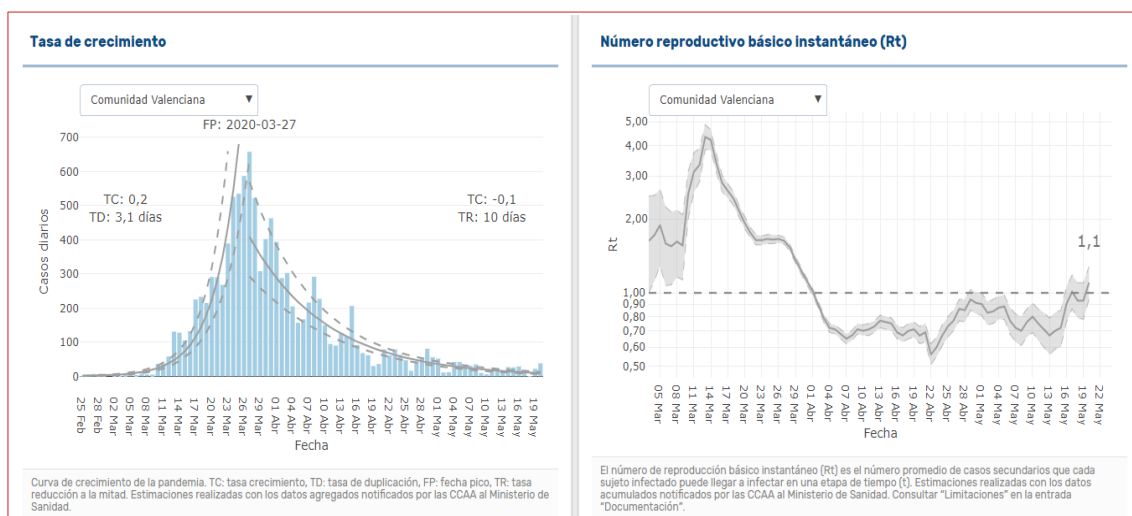 Tasa de crecimiento
Comunidad Valenciana ▼
FP: 2020-03-27
700
600
500
400
300
200
100
0
Casos diarios
TC: 0,2
TD: 3,1 días
TC: -0,1
TR: 10 días
25 Feb
28 Feb
02 Mar
05 Mar
08 Mar
11 Mar
14 Mar
17 Mar
20 Mar
23 Mar
26 Mar
29 Mar
01 Abr
04 Abr
07 Abr
10 Abr
13 Abr
16 Abr
19 Abr
22 Abr
25 Abr
28 Abr
01 May
04 May
07 May
10 May
13 May
16 May
19 May
Fecha
Curva de crecimiento de la pandemia. TC: tasa crecimiento, TD: tasa de duplicación, FP: fecha pico, TR: tasa
reducción a la mitad. Estimaciones realizadas con los datos agregados notificados por las CCAA al Ministerio de
Sanidad.
Número reproductivo básico instantáneo (Rt)
Comunidad Valenciana ▼
5,00
4,00
3,00
2,00
1,00
0,90
0,80
0,70
0,60
0,50
Rt
1,1
05 Mar
08 Mar
11 Mar
14 Mar
17 Mar
20 Mar
23 Mar
26 Mar
29 Mar
01 Abr
04 Abr
07 Abr
10 Abr
13 Abr
16 Abr
19 Abr
22 Abr
25 Abr
28 Abr
01 May
04 May
07 May
10 May
13 May
16 May
19 May
22 May
Fecha
El número de reproducción básico instantáneo (Rt) es el número promedio de casos secundarios que cada
sujeto infectado puede llegar a infectar en una etapa de tiempo (t). Estimaciones realizadas con los datos
acumulados notificados por las CCAA al Ministerio de Sanidad. Consultar "Limitaciones" en la entrada
"Documentación".